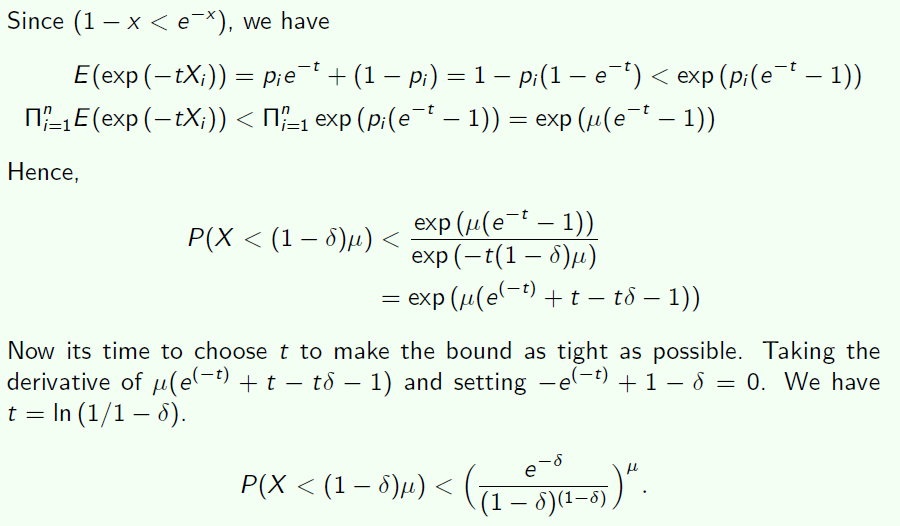 Since (1 − x < e^{−x}), we have
E(exp (−tX_i)) = p_i e^{−t} + (1 − p_i) = 1 − p_i(1 − e^{−t}) < exp (p_i(e^{−t} − 1))
Π_{i=1}^n E(exp (−tX_i)) < Π_{i=1}^n exp (p_i(e^{−t} − 1)) = exp (μ(e^{−t} − 1))
Hence,
P(X < (1 − δ)μ) < \frac{exp (μ(e^{−t} − 1))}{exp (−t(1 − δ)μ)}
= exp (μ(e^{(−t)} + t − tδ − 1))
Now its time to choose t to make the bound as tight as possible. Taking the
derivative of μ(e^{(−t)} + t − tδ − 1) and setting −e^{(−t)} + 1 − δ = 0. We have
t = ln (1/1 − δ).
P(X < (1 − δ)μ) < (\frac{e^{−δ}}{(1 − δ)^{(1−δ)}})^μ.